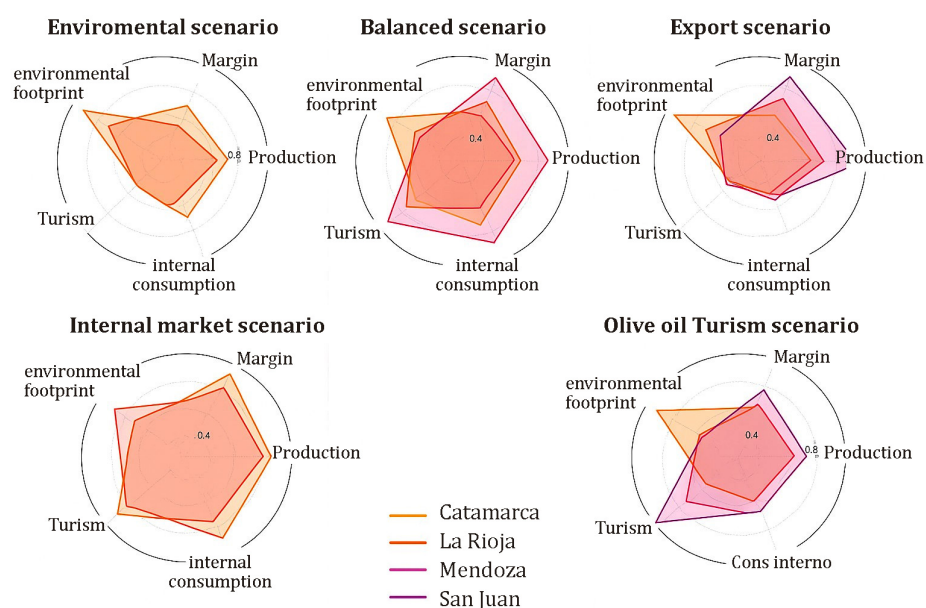 Enviromental scenario
Margin
environmental
footprint
0.8
Production
Turism
internal
consumption
Balanced scenario
Margin
environmental
footprint
0.4
Production
Turism
internal
consumption
Export scenario
Margin
environmental
footprint
0.4
Production
Turism
internal
consumption
Internal market scenario
Margin
environmental
footprint
0.4
Production
Turism
internal
consumption
Olive oil Turism scenario
Margin
environmental
footprint
0.4
0.8
Production
Turism
Cons interno
Catamarca
La Rioja
Mendoza
San Juan